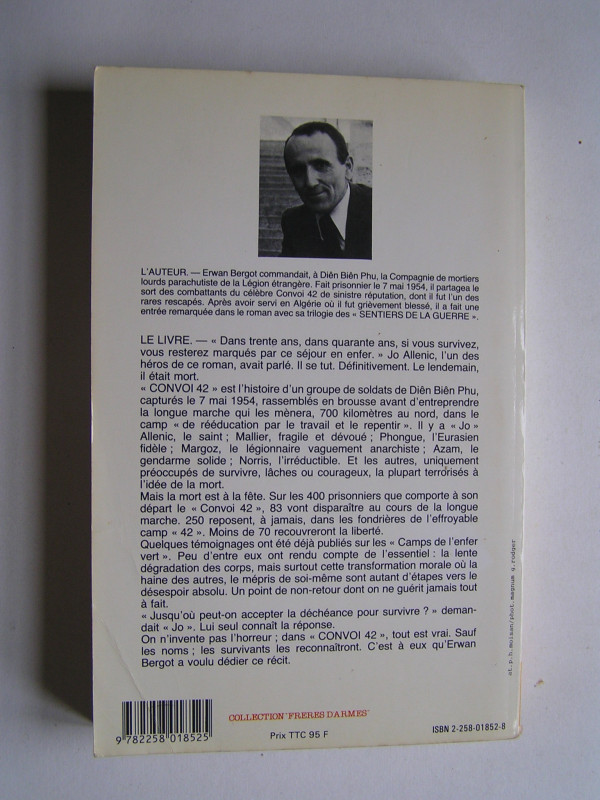 L'AUTEUR. — Erwan Bergot commandait, à Diên Biên Phu, la Compagnie de mortiers
lourds parachutiste de la Légion étrangère. Fait prisonnier le 7 mai 1954, il partagea le
sort des combattants du célèbre Convoi 42 de sinistre réputation, dont il fut l'un des
rares rescapés. Après avoir servi en Algérie où il fut grièvement blessé, il a fait une
entrée remarquée dans le roman avec sa trilogie des « SENTIERS DE LA GUERRE ».
LE LIVRE. — « Dans trente ans, dans quarante ans, si vous survivez,
vous resterez marqués par ce séjour en enfer. » Jo Allenic, l'un des
héros de ce roman, avait parlé. Il se tut. Définitivement. Le lendemain,
il était mort.
« CONVOI 42 » est l'histoire d'un groupe de soldats de Diên Biên Phu,
capturés le 7 mai 1954, rassemblés en brousse avant d'entreprendre
la longue marche qui les mènera, 700 kilomètres au nord, dans le
camp « de rééducation par le travail et le repentir ». Il y a « Jo »
Allenic, le saint ; Mallier, fragile et dévoué ; Phongue, l'Eurasien
fidèle ; Margoz, le légionnaire vaguement anarchiste ; Azam, le
gendarme solide ; Norris, l'irréductible. Et les autres, uniquement
préoccupés de survivre, lâches ou courageux, la plupart terrorisés à
l'idée de la mort.
Mais la mort est à la fête. Sur les 400 prisonniers que comporte à son
départ le « Convoi 42 », 83 vont disparaître au cours de la longue
marche. 250 reposent, à jamais, dans les fondrières de l'effroyable
camp « 42 ». Moins de 70 recouvreront la liberté.
Quelques témoignages ont été déjà publiés sur les « Camps de l'enfer
vert ». Peu d'entre eux ont rendu compte de l'essentiel : la lente
dégradation des corps, mais surtout cette transformation morale où la
haine des autres, le mépris de soi-même sont autant d'étapes vers le
désespoir absolu. Un point de non-retour dont on ne guérit jamais tout
à fait.
« Jusqu'où peut-on accepter la déchéance pour survivre ? » deman-
dait « Jo ». Lui seul connaît la réponse.
On n'invente pas l'horreur ; dans « CONVOI 42 », tout est vrai. Sauf
les noms ; les survivants les reconnaîtront. C'est à eux qu'Erwan
Bergot a voulu dédier ce récit.
at.p.h.moisan/phot.magnum g.rodger
COLLECTION "FRERES D'ARMES"
ISBN 2-258-01852-8
Prix TTC 95 F
9 782258 018525